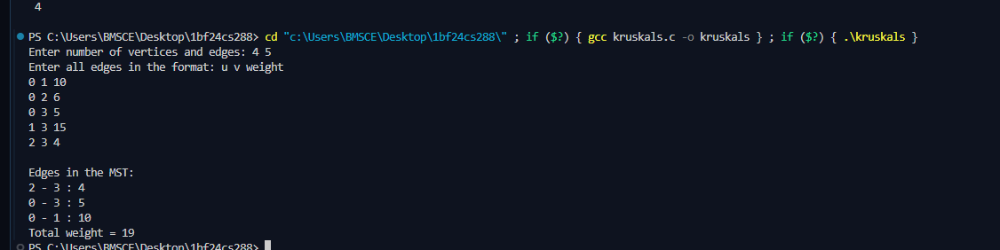 4
PS C:\Users\BMSCE\Desktop\1bf24cs288> cd "c:\Users\BMSCE\Desktop\1bf24cs288\" ; if ($?) { gcc kruskals.c -o kruskals } ; if ($?) { .\kruskals }
Enter number of vertices and edges: 4 5
Enter all edges in the format: u v weight
0 1 10
0 2 6
0 3 5
1 3 15
2 3 4
Edges in the MST:
2 - 3 : 4
0 - 3 : 5
0 - 1 : 10
Total weight = 19
PS C:\Users\BMSCE\Desktop\1bf24cs288>